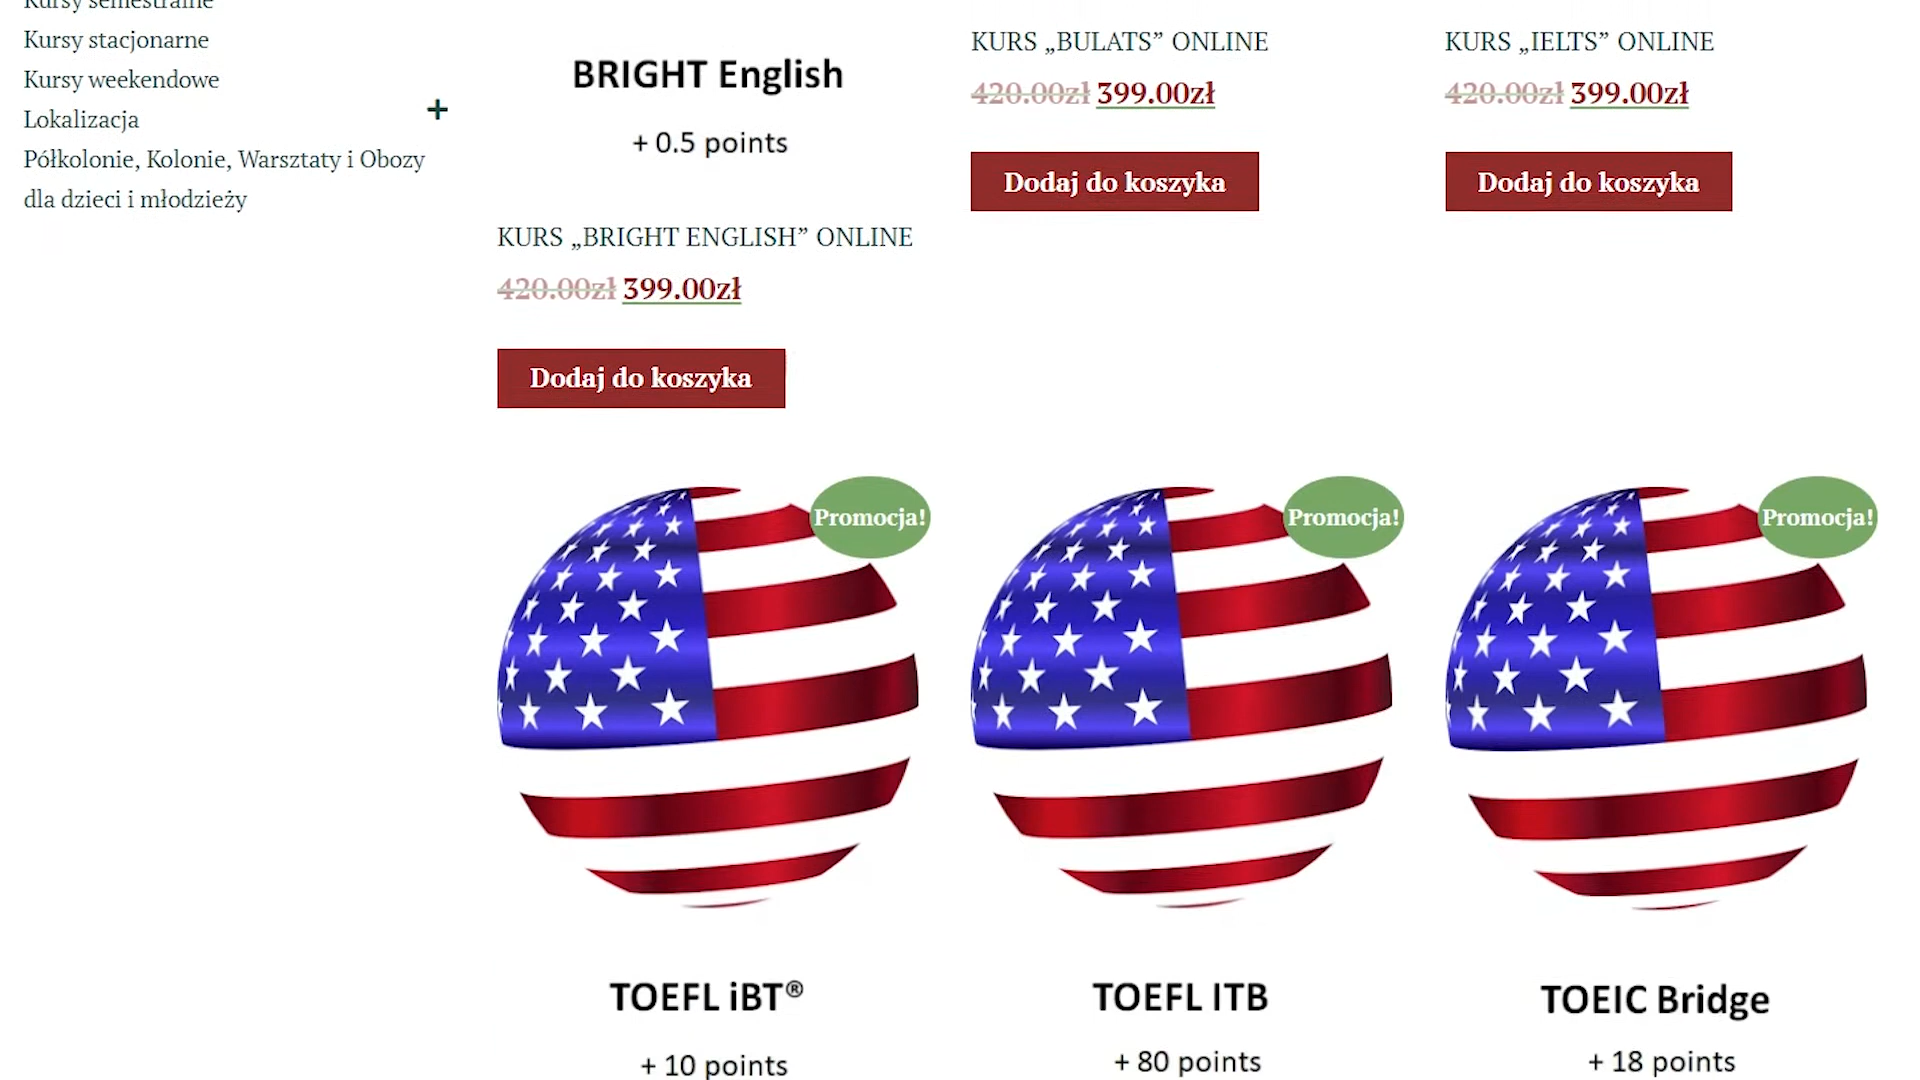 Kursy semestralne
Kursy stacjonarne
Kursy weekendowe
Lokalizacja
+
Półkolonie, Kolonie, Warsztaty i Obozy
dla dzieci i młodzieży
BRIGHT English
+ 0.5 points
KURS „BRIGHT ENGLISH” ONLINE
420.00zł 399.00zł
Dodaj do koszyka
KURS „BULATS” ONLINE
420.00zł 399.00zł
Dodaj do koszyka
KURS „IELTS” ONLINE
420.00zł 399.00zł
Dodaj do koszyka
Promocja!
TOEFL iBT®
+ 10 points
Promocja!
TOEFL ITB
+ 80 points
Promocja!
TOEIC Bridge
+ 18 points